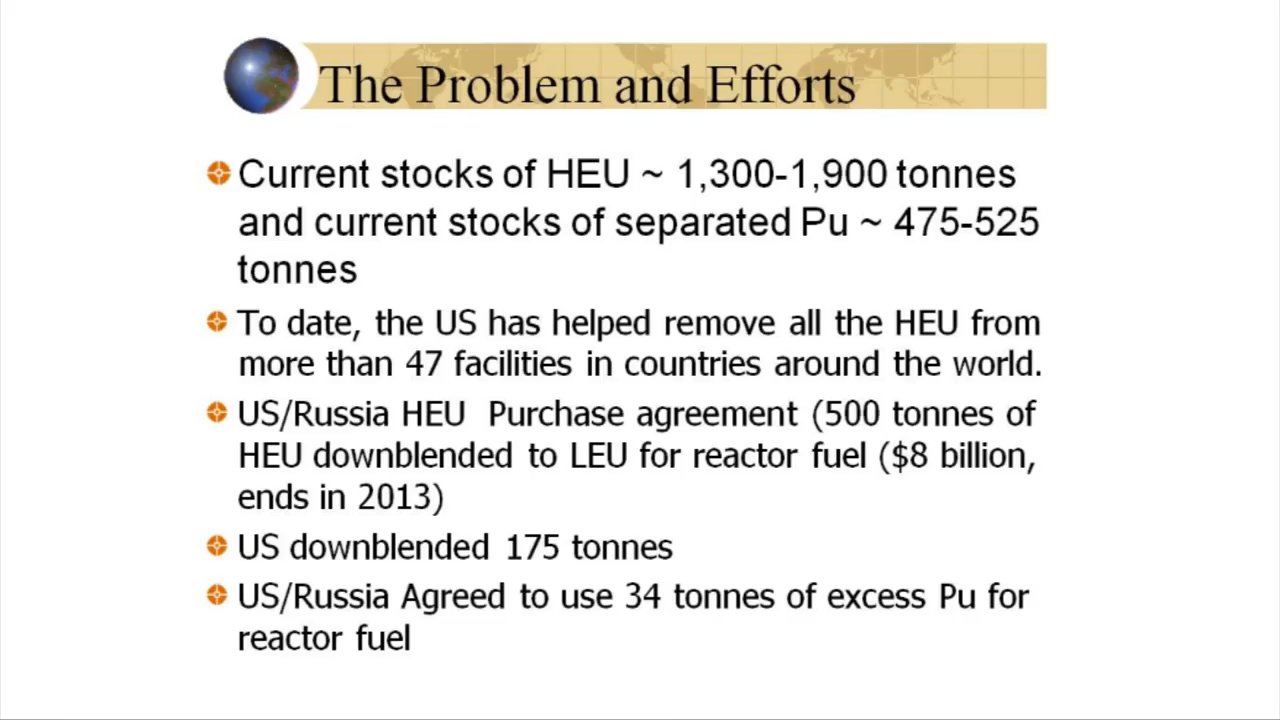 The Problem and Efforts
Current stocks of HEU ~ 1,300-1,900 tonnes
and current stocks of separated Pu ~ 475-525
tonnes
To date, the US has helped remove all the HEU from
more than 47 facilities in countries around the world.
US/Russia HEU Purchase agreement (500 tonnes of
HEU downblended to LEU for reactor fuel ($8 billion,
ends in 2013)
US downblended 175 tonnes
US/Russia Agreed to use 34 tonnes of excess Pu for
reactor fuel